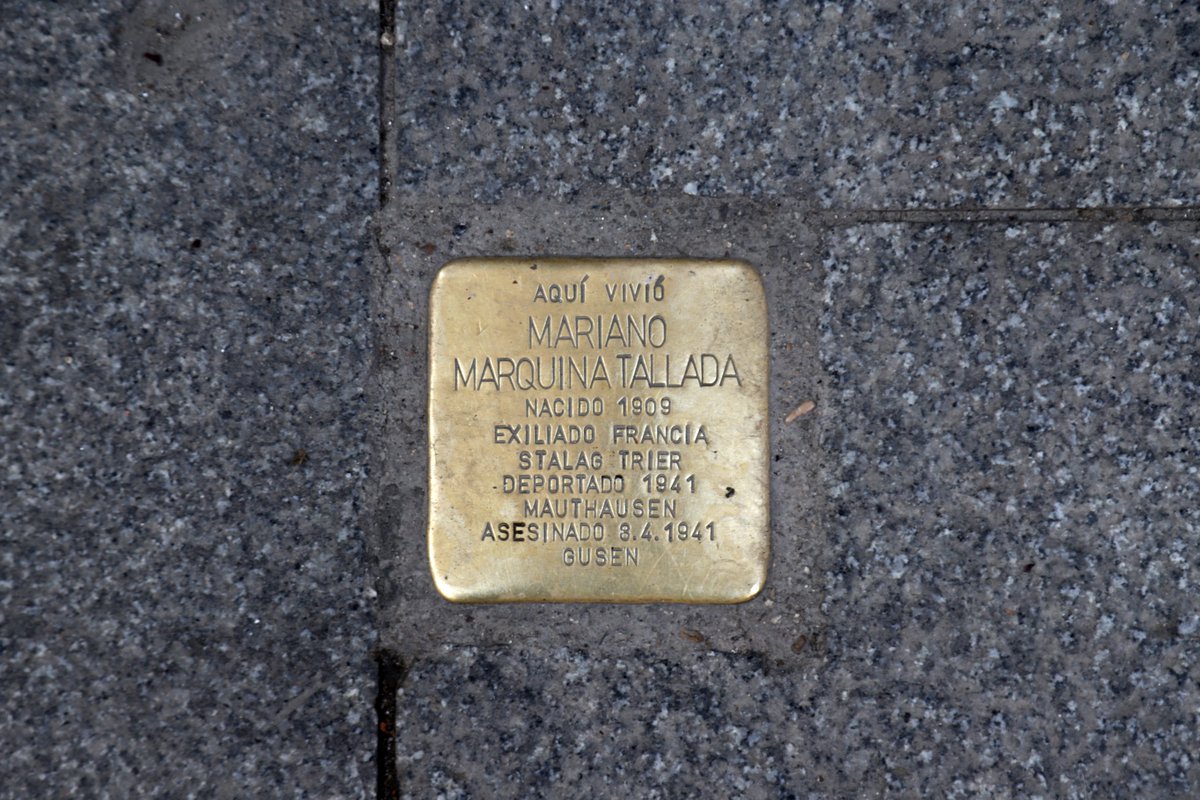 AQUÍ VIVIÓ
MARIANO
MARQUINA TALLADA
NACIDO 1909
EXILIADO FRANCIA
STALAG TRIER
DEPORTADO 1941
MAUTHAUSEN
ASESINADO 8.4.1941
GUSEN